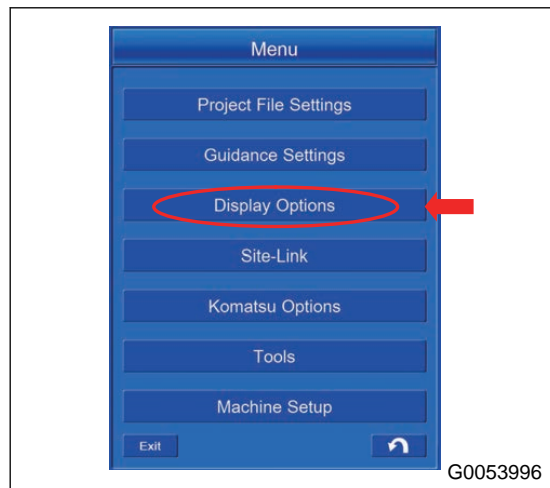 Menu
Project File Settings
Guidance Settings
Display Options
Site-Link
Komatsu Options
Tools
Machine Setup
Exit
G0053996